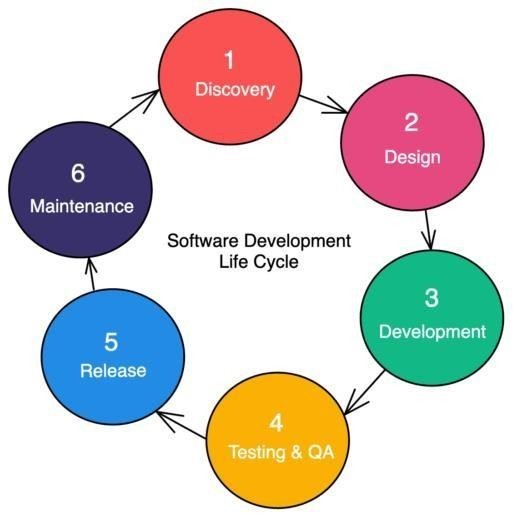 1
Discovery
2
Design
3
Development
4
Testing & QA
5
Release
6
Maintenance
Software Development
Life Cycle